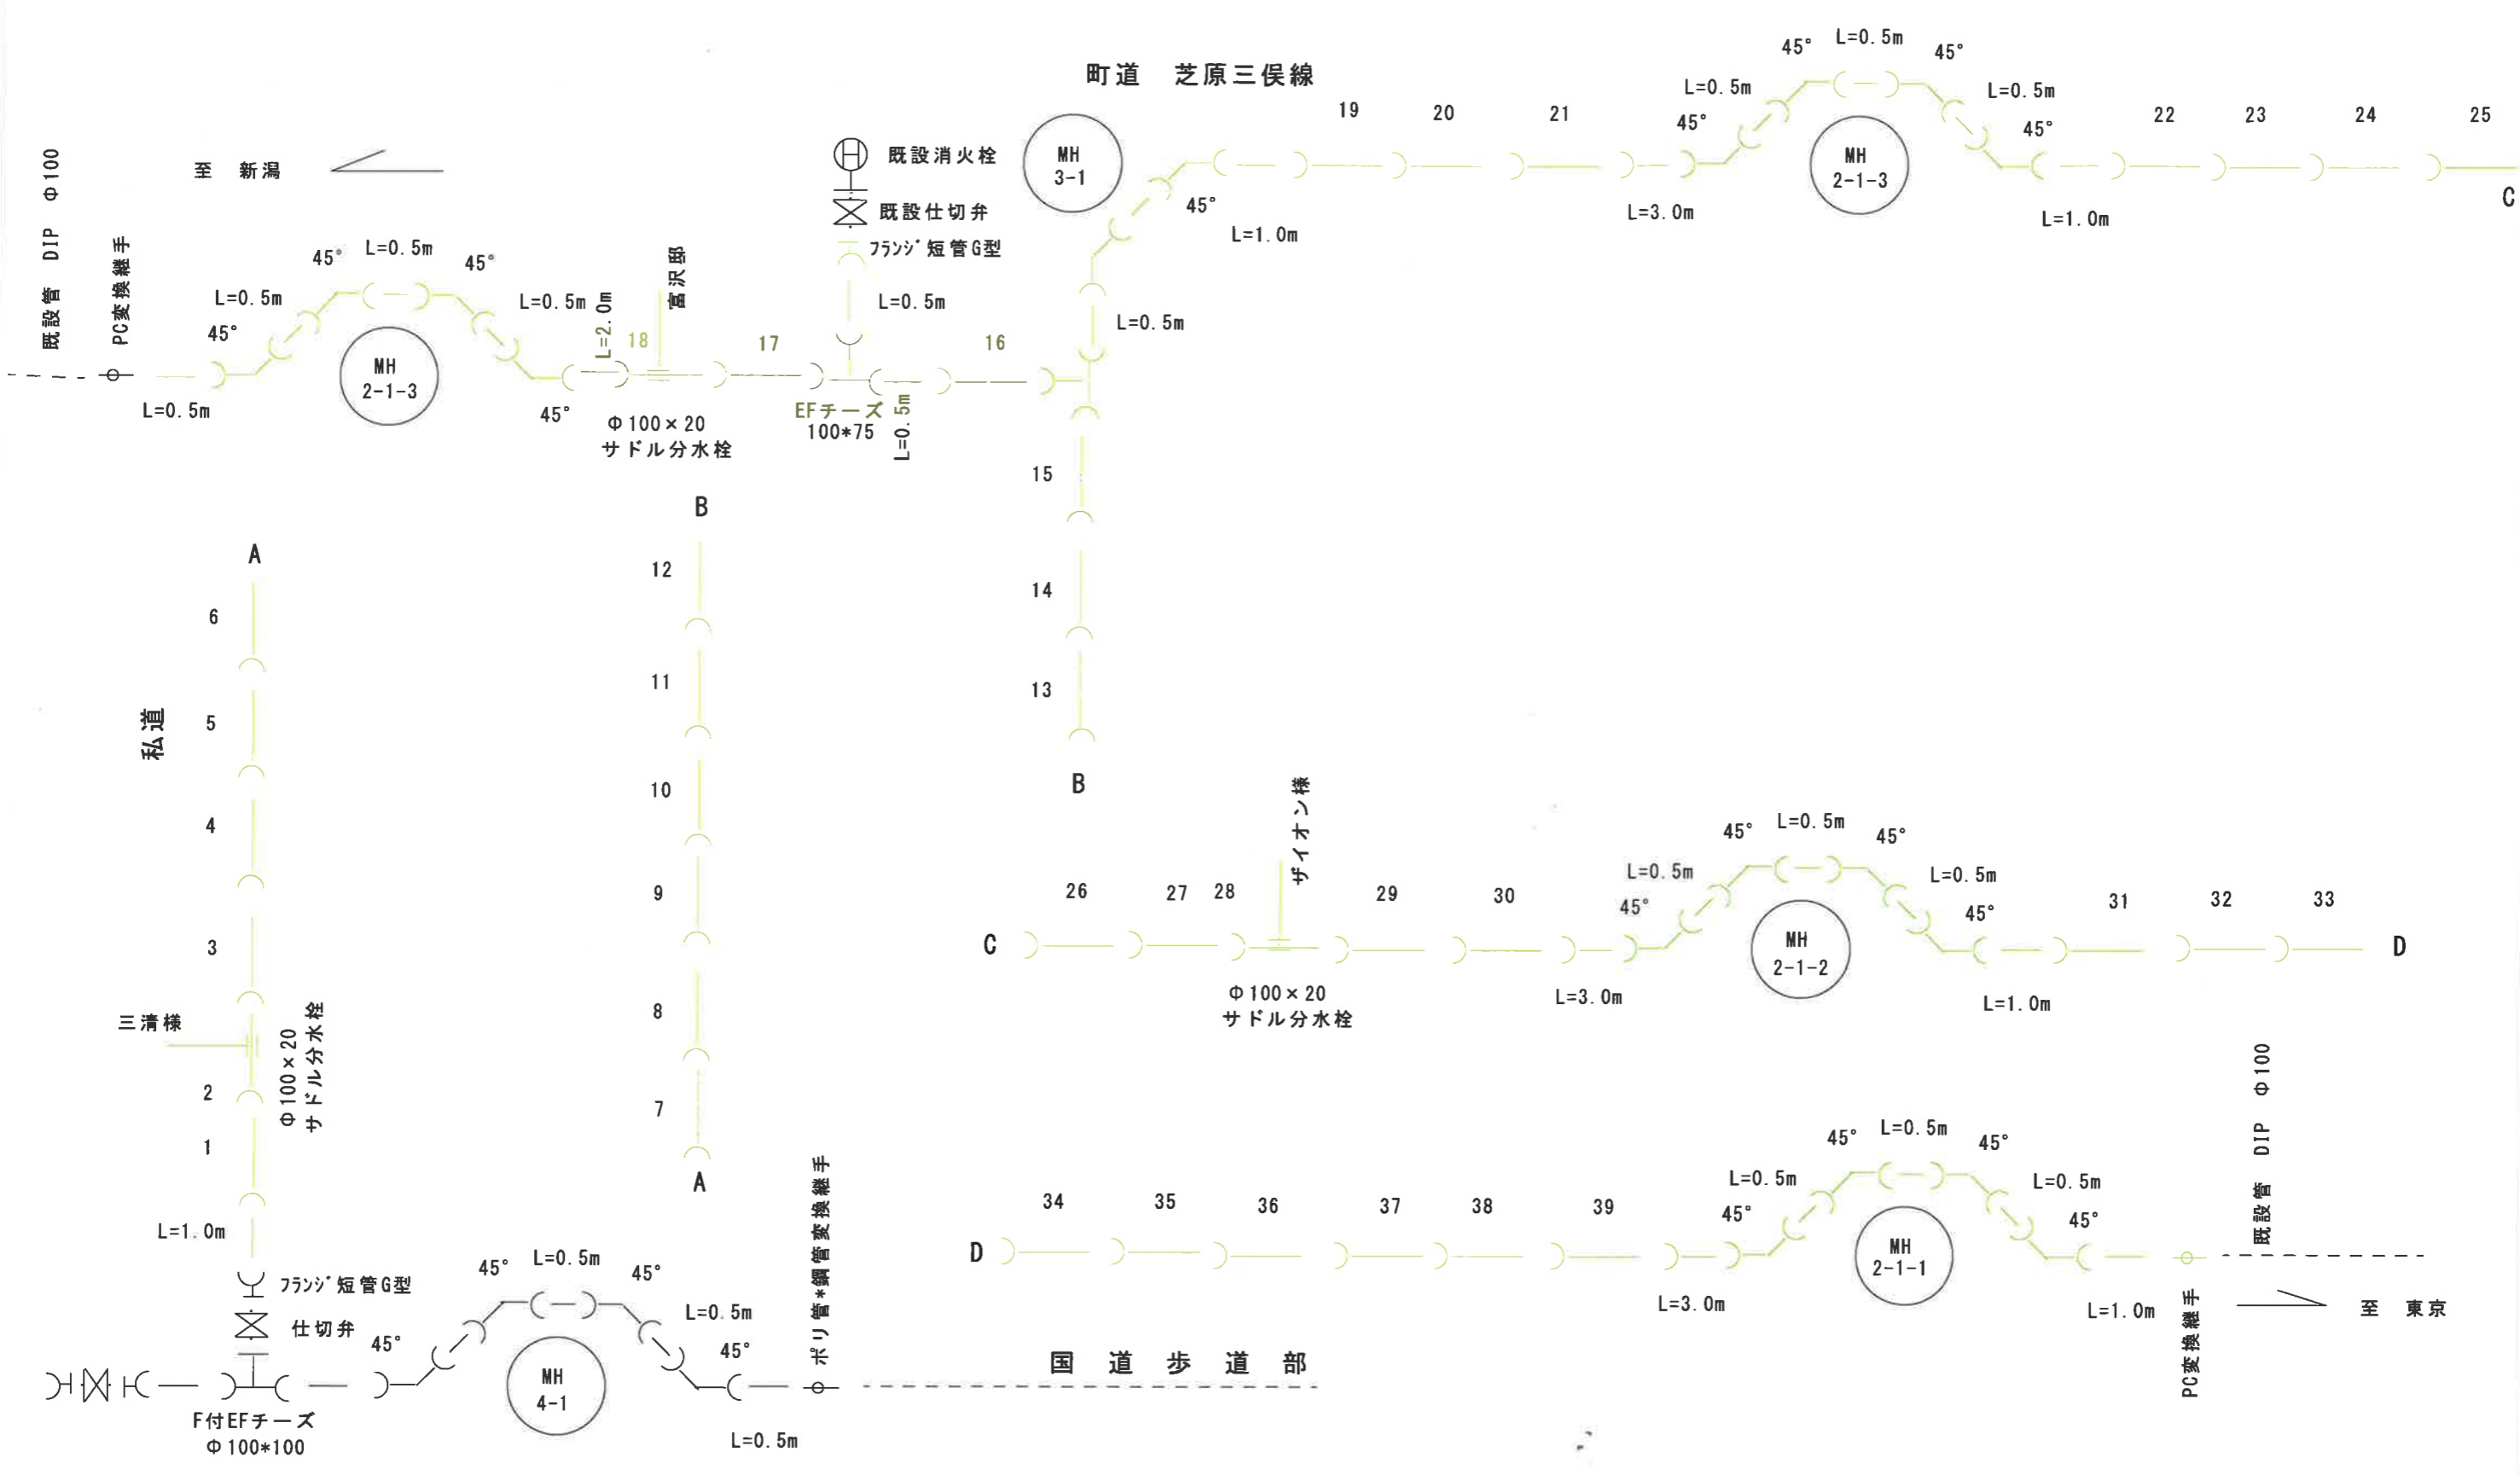 町道 芝原三俣線
45°
L=0.5m
45°
L=0.5m
L=0.5m
45°
45°
19
20
21
22
23
24
25
MH
3-1
MH
2-1-3
C
L=3.0m
L=1.0m
45°
L=1.0m
L=0.5m
既設管 DIP Φ100
PC変換継手
至 新潟
45°
L=0.5m
45°
L=0.5m
L=0.5m
45°
45°
L=0.5m
MH
2-1-3
L=2.0m
18
富沢邸
Φ100×20
サドル分水栓
17
既設消火栓
既設仕切弁
フランジ短管G型
L=0.5m
EFチーズ
100*75
L=0.5m
16
15
14
13
B
A
6
5
4
3
2
1
私道
三清様
Φ100×20
サドル分水栓
L=1.0m
フランジ短管G型
仕切弁
F付EFチーズ
Φ100*100
B
12
11
10
9
8
7
A
45°
45°
L=0.5m
45°
L=0.5m
45°
MH
4-1
L=0.5m
ポリ管*鋼管変換継手
国道歩道部
C
26
27
28
ザイオン様
29
30
Φ100×20
サドル分水栓
L=3.0m
45°
L=0.5m
45°
L=0.5m
45°
L=0.5m
45°
MH
2-1-2
L=1.0m
31
32
33
D
D
34
35
36
37
38
39
L=3.0m
45°
L=0.5m
45°
L=0.5m
45°
L=0.5m
45°
MH
2-1-1
L=1.0m
PC変換継手
既設管 DIP Φ100
至 東京